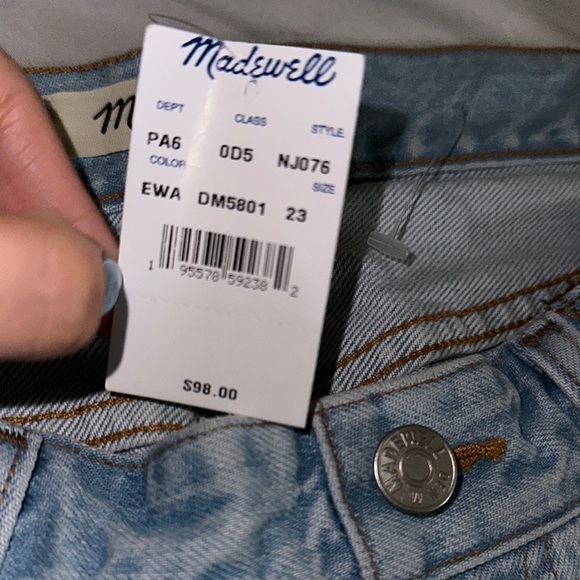 Madewell
DEPT CLASS STYLE
PA6 0D5 NJ076
COLOR SIZE
EWA DM5801 23
1 95578 59238 2
$98.00
MADEWELL